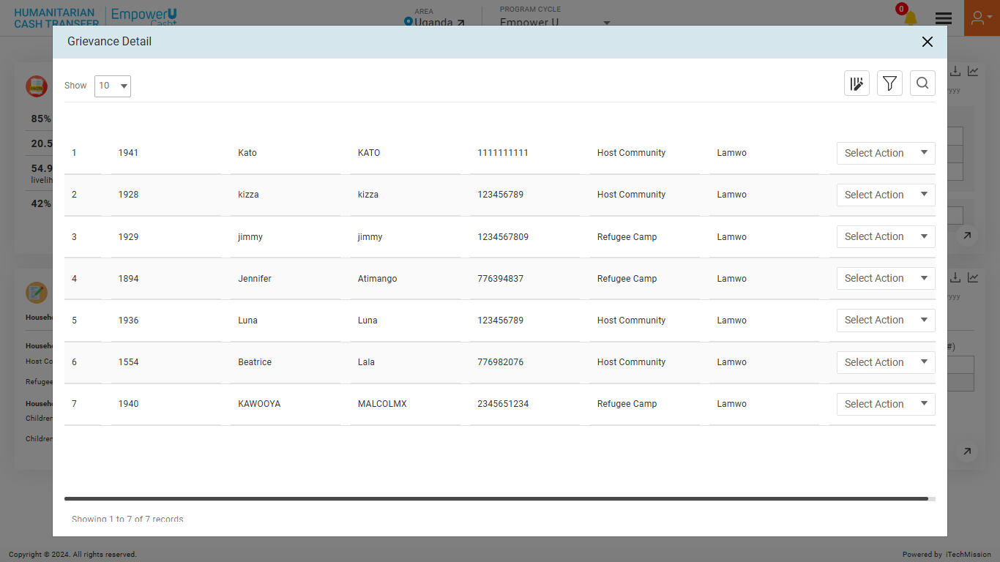 HUMANITARIAN
CASH TRANSFER
EmpowerU
Cash+
AREA
Uganda
PROGRAM CYCLE
Empower U
0
Grievance Detail
Show 10
1 1941 Kato KATO 1111111111 Host Community Lamwo Select Action
2 1928 kizza kizza 123456789 Host Community Lamwo Select Action
3 1929 jimmy jimmy 1234567809 Refugee Camp Lamwo Select Action
4 1894 Jennifer Atimango 776394837 Refugee Camp Lamwo Select Action
5 1936 Luna Luna 123456789 Host Community Lamwo Select Action
6 1554 Beatrice Lala 776982076 Host Community Lamwo Select Action
7 1940 KAWOOYA MALCOLMX 2345651234 Refugee Camp Lamwo Select Action
Showing 1 to 7 of 7 records
85%
20.5
54.9
livelih
42%
Househo
Househo
Host Co
Refugee
Househo
Children
Children
yyyy
yyyy
#)
Copyright © 2024. All rights reserved.
Powered by iTechMission